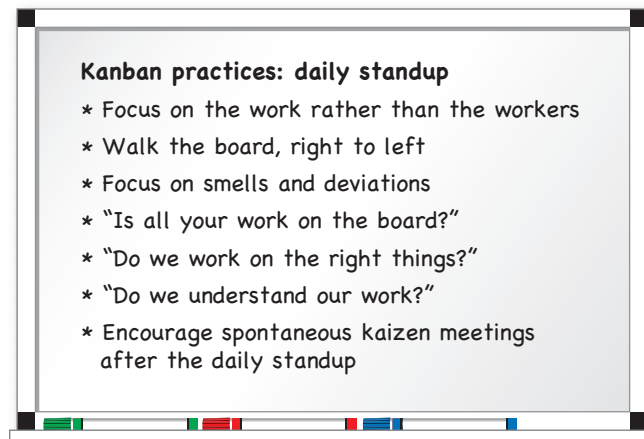 Kanban practices: daily standup
* Focus on the work rather than the workers
* Walk the board, right to left
* Focus on smells and deviations
* “Is all your work on the board?”
* “Do we work on the right things?”
* “Do we understand our work?”
* Encourage spontaneous kaizen meetings
after the daily standup